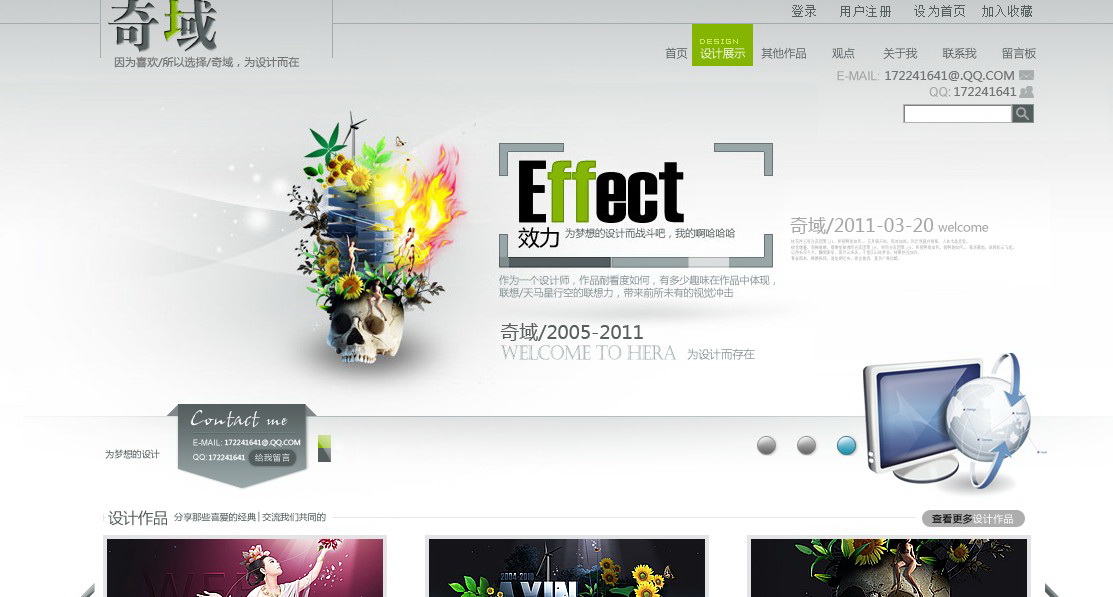 登录 用户注册 设为首页 加入收藏
奇域
因为喜欢/所以选择/奇域，为设计而在
DESIGN
首页 设计展示 其他作品 观点 关于我 联系我 留言板
E-MAIL: 172241641@.QQ.COM
QQ: 172241641
Effect
效力 为梦想的设计而战斗吧，我的啊哈哈哈
奇域/2011-03-20 welcome
作为一个设计师，作品耐看度如何，有多少趣味在作品中体现，
联想/天马星行空的联想力，带来前所未有的视觉冲击
奇域/2005-2011
WELCOME TO HERA 为设计而存在
Contact me
E-MAIL: 172241641@.QQ.COM
QQ:172241641 给我留言
为梦想的设计
设计作品 分享那些喜爱的经典|交流我们共同的
查看更多设计作品
2004-2010